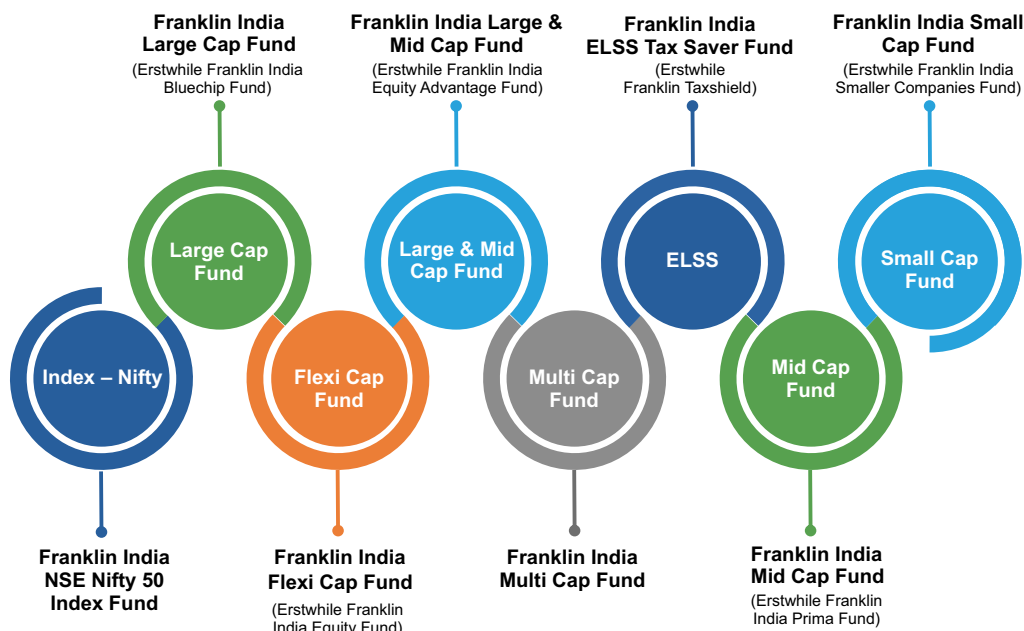 Franklin India
Large Cap Fund
(Erstwhile Franklin India
Bluechip Fund)
Franklin India Large &
Mid Cap Fund
(Erstwhile Franklin India
Equity Advantage Fund)
Franklin India
ELSS Tax Saver Fund
(Erstwhile
Franklin Taxshield)
Franklin India Small
Cap Fund
(Erstwhile Franklin India
Smaller Companies Fund)
Large Cap
Fund
Large & Mid
Cap Fund
ELSS
Small Cap
Fund
Index – Nifty
Flexi Cap
Fund
Multi Cap
Fund
Mid Cap
Fund
Franklin India
NSE Nifty 50
Index Fund
Franklin India
Flexi Cap Fund
(Erstwhile Franklin
India Equity Fund)
Franklin India
Multi Cap Fund
Franklin India
Mid Cap Fund
(Erstwhile Franklin
India Prima Fund)